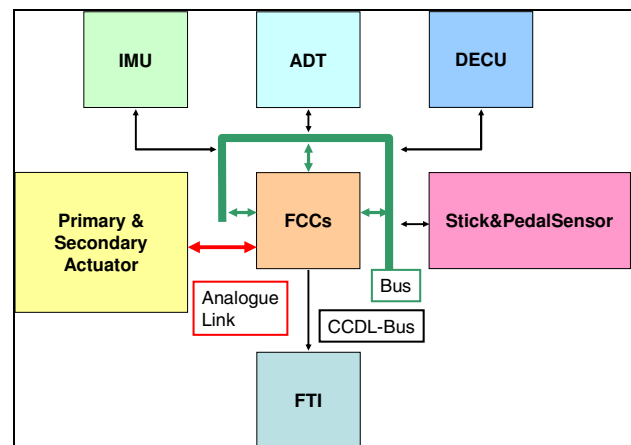 IMU
ADT
DECU
Primary &
Secondary
Actuator
FCCs
Stick&PedalSensor
Analogue
Link
Bus
CCDL-Bus
FTI